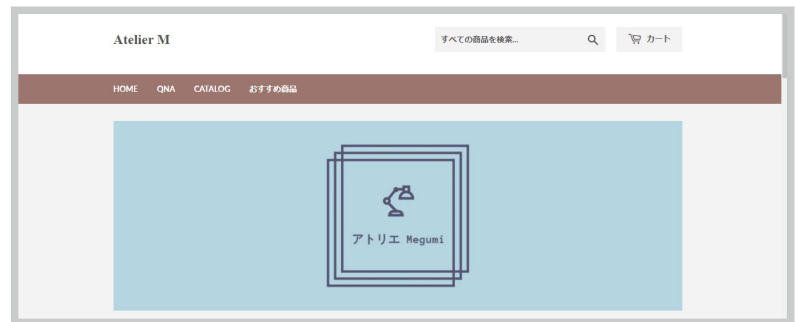 Atelier M
すべての商品を検索...
カート
HOME QNA CATALOG おすすめ商品
アトリエ Megumi